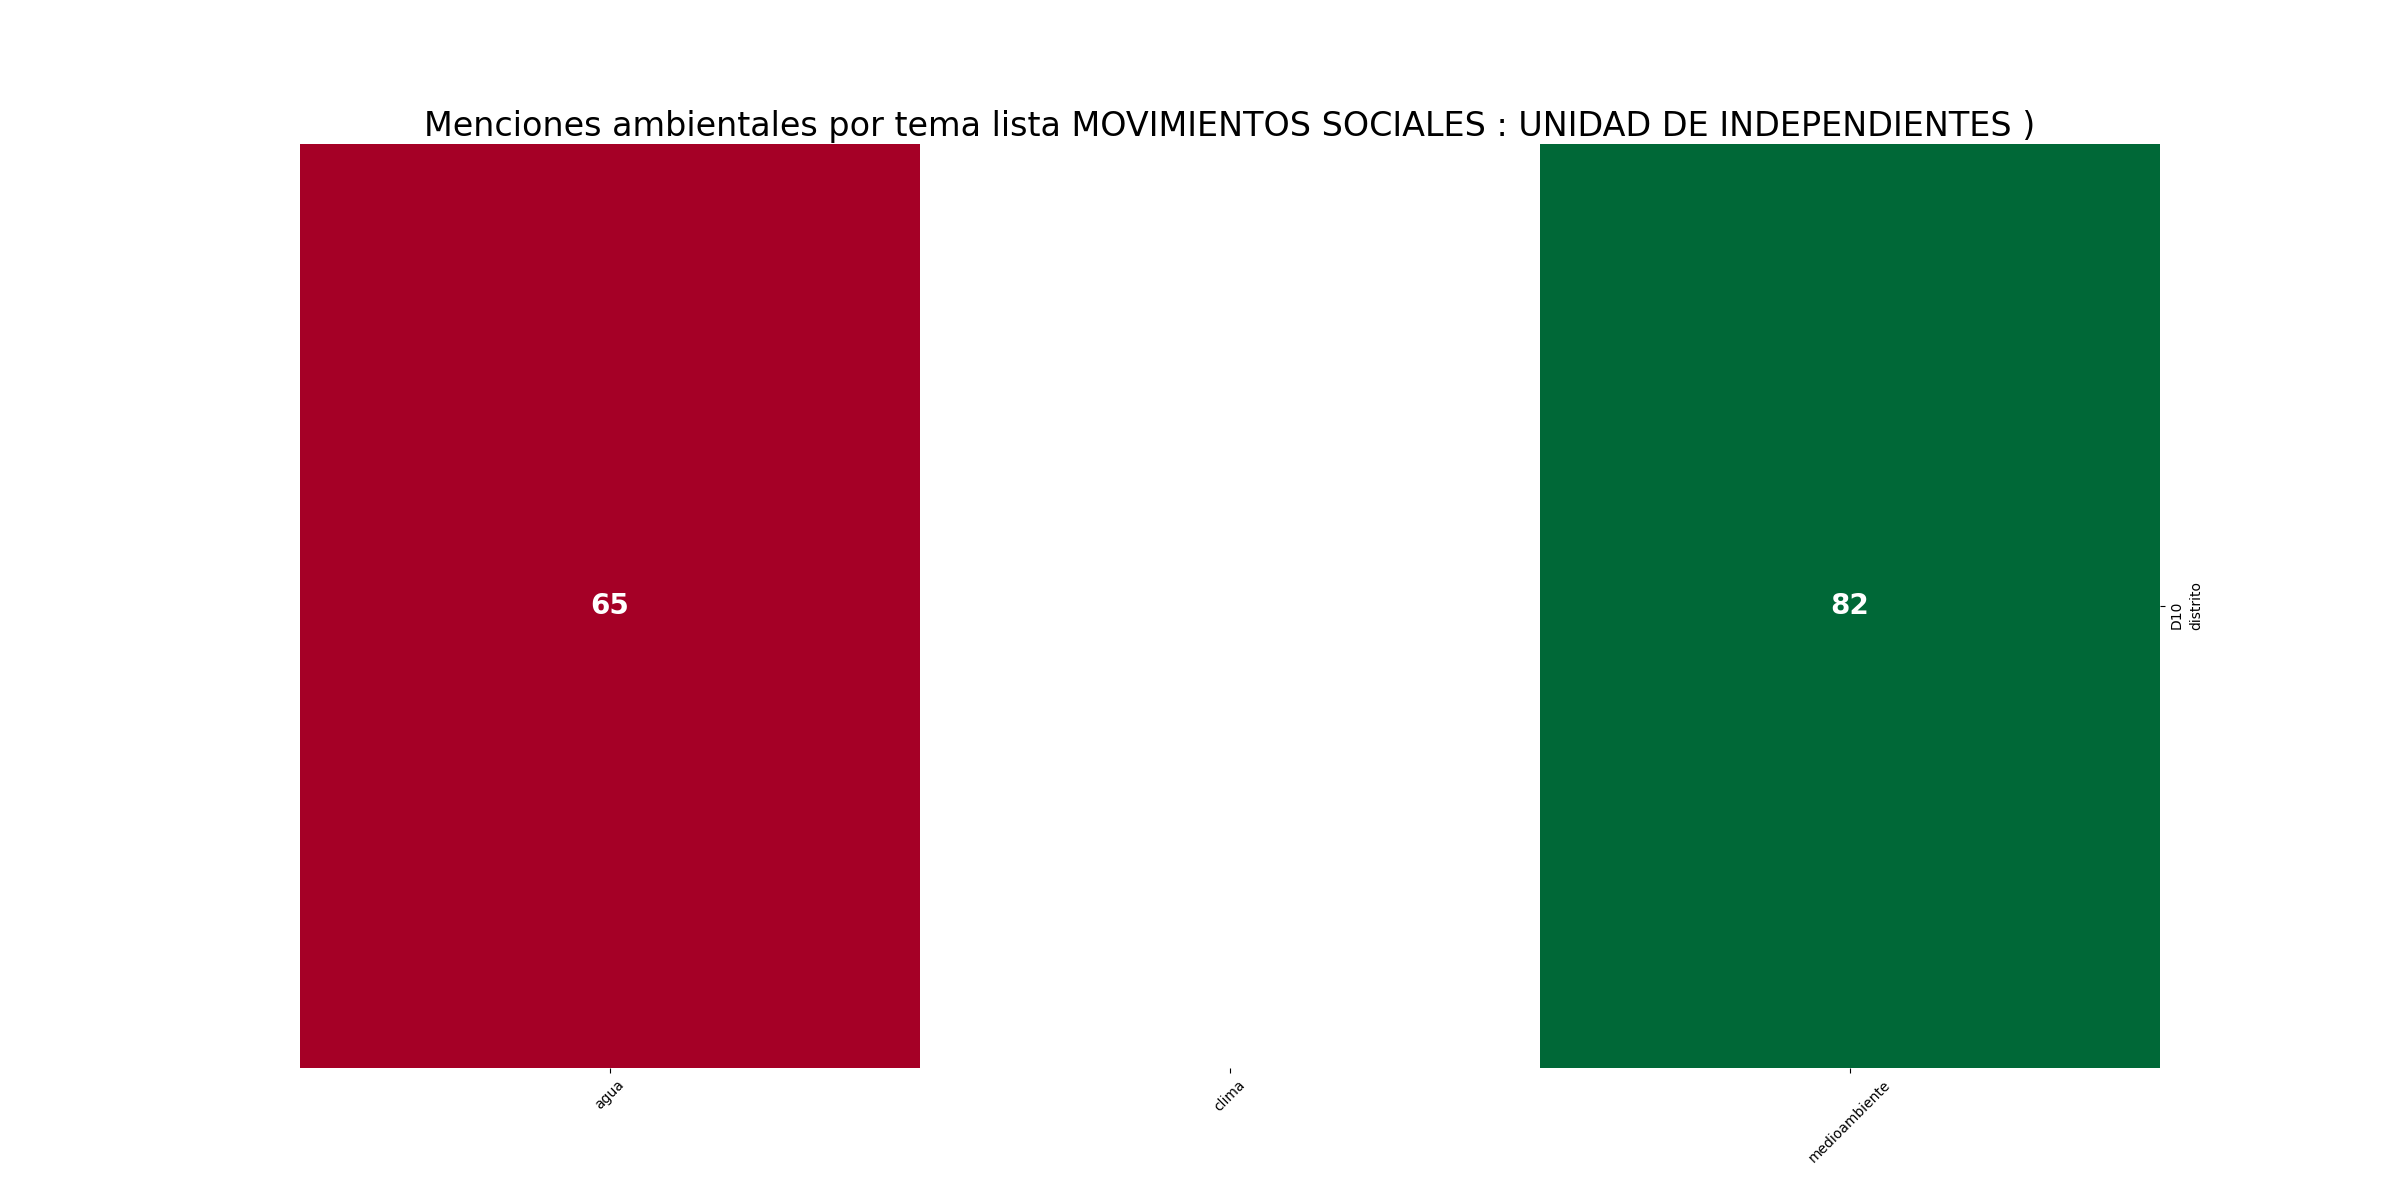 Menciones ambientales por tema lista MOVIMIENTOS SOCIALES : UNIDAD DE INDEPENDIENTES )
65
82
D10
distrito
agua
clima
medioambiente